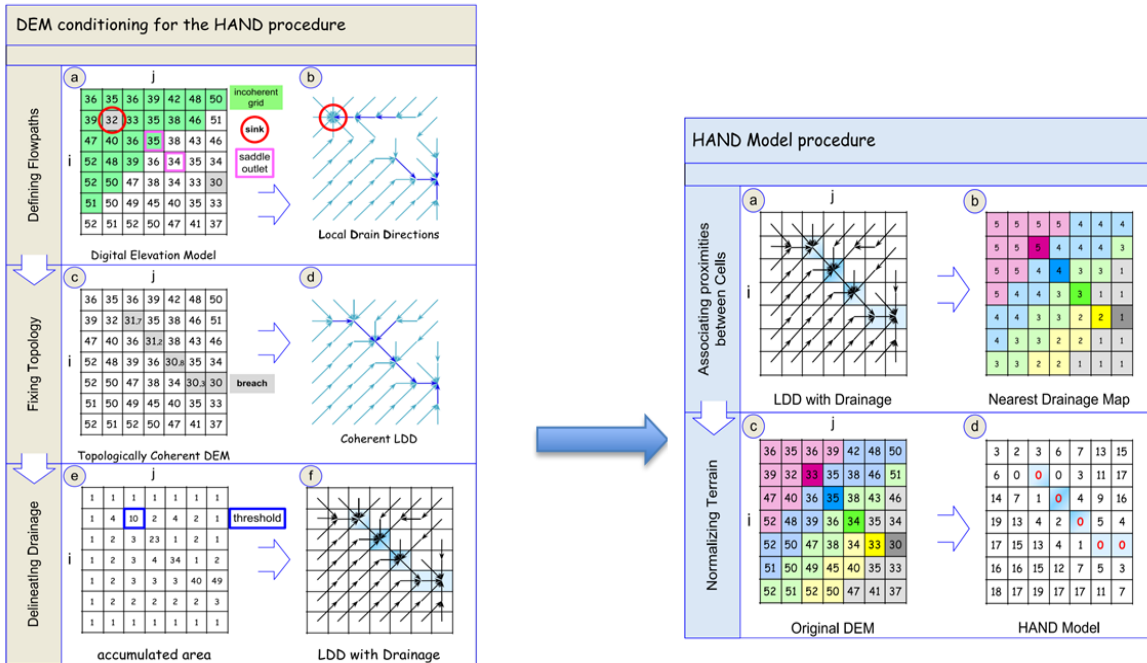 DEM conditioning for the HAND procedure
Defining Flowpaths
a
j
i
36 35 36 39 42 48 50
39 32 33 35 38 46 51
47 40 36 35 38 43 46
52 48 39 36 34 35 34
52 50 47 38 34 33 30
51 50 49 45 40 35 33
52 51 52 50 47 41 37
Digital Elevation Model
incoherent
grid
sink
saddle
outlet
b
Local Drain Directions
Fixing Topology
c
i
36 35 36 39 42 48 50
39 32 31,7 35 38 46 51
47 40 36 31,2 38 43 46
52 48 39 36 30,8 35 34
52 50 47 38 34 30,3 30
51 50 49 45 40 35 33
52 51 52 50 47 41 37
Topologically Coherent DEM
breach
d
Coherent LDD
Delineating Drainage
e
j
i
1 1 1 1 1 1 1
1 4 10 2 4 2 1
1 2 3 23 1 2 1
1 2 3 4 34 1 2
1 2 3 3 3 40 49
1 2 2 2 2 2 3
1 1 1 1 1 1 1
accumulated area
threshold
f
LDD with Drainage
HAND Model procedure
Associating proximities
between Cells
a
j
i
LDD with Drainage
b
5 5 5 5 4 4 4
5 5 5 4 4 4 3
5 5 4 4 3 3 1
5 4 4 3 3 1 1
4 4 3 3 2 2 1
4 3 3 2 2 1 1
3 3 2 2 1 1 1
Nearest Drainage Map
Normalizing Terrain
c
j
i
36 35 36 39 42 48 50
39 32 33 35 38 46 51
47 40 36 35 38 43 46
52 48 39 36 34 35 34
52 50 47 38 34 33 30
51 50 49 45 40 35 33
52 51 52 50 47 41 37
Original DEM
d
3 2 3 6 7 13 15
6 0 0 0 3 11 17
14 7 1 0 4 9 16
19 13 4 2 0 5 4
17 15 13 4 1 0 0
16 16 15 12 7 5 3
18 17 19 17 17 11 7
HAND Model